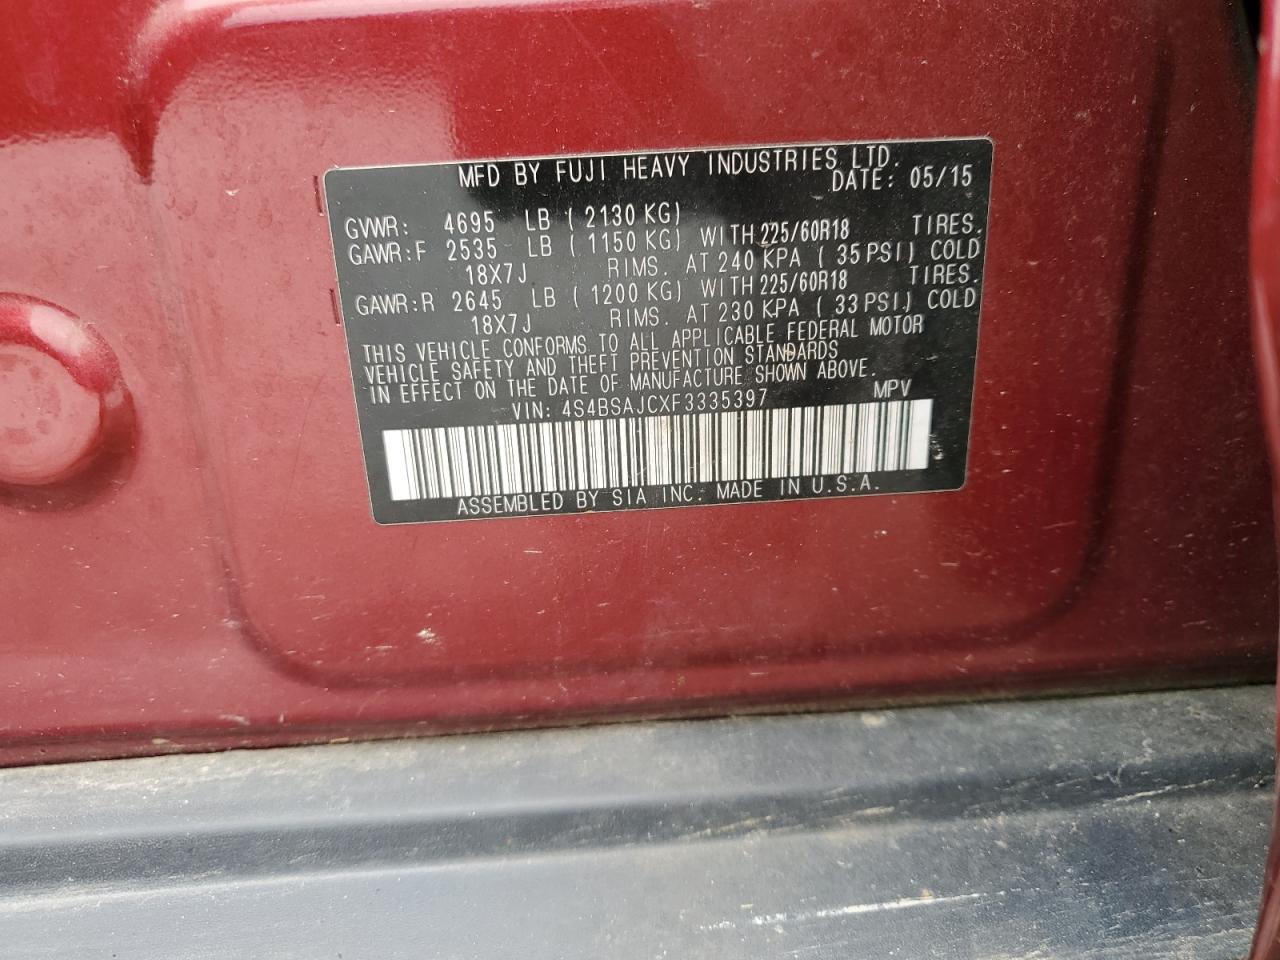 MFD BY FUJI HEAVY INDUSTRIES LTD.
DATE: 05/15
GVWR: 4695 LB ( 2130 KG)
GAWR:F 2535 LB ( 1150 KG) WITH 225/60R18 TIRES.
18X7J RIMS. AT 240 KPA ( 35 PSI) COLD
GAWR:R 2645 LB ( 1200 KG) WITH 225/60R18 TIRES.
18X7J RIMS. AT 230 KPA ( 33 PSI) COLD
THIS VEHICLE CONFORMS TO ALL APPLICABLE FEDERAL MOTOR
VEHICLE SAFETY AND THEFT PREVENTION STANDARDS
IN EFFECT ON THE DATE OF MANUFACTURE SHOWN ABOVE.
VIN: 4S4BSAJCXF3335397 MPV
ASSEMBLED BY SIA INC. MADE IN U.S.A.